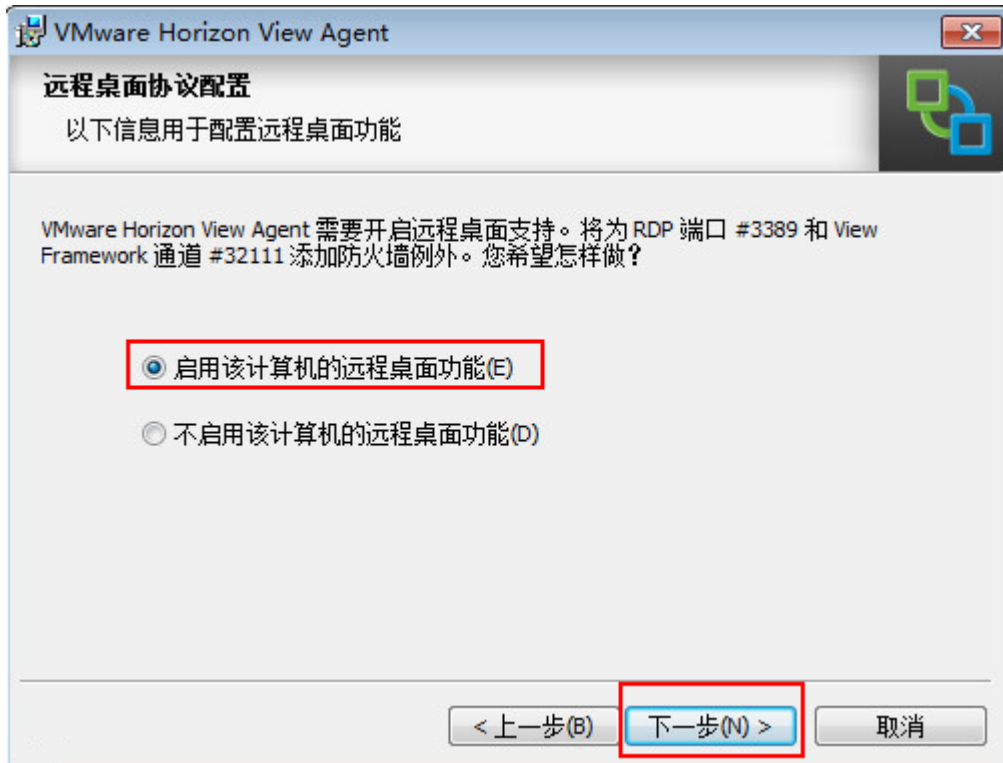 VMware Horizon View Agent
远程桌面协议配置
以下信息用于配置远程桌面功能
VMware Horizon View Agent 需要开启远程桌面支持。将为 RDP 端口 #3389 和 View
Framework 通道 #32111 添加防火墙例外。您希望怎样做？
启用该计算机的远程桌面功能(E)
不启用该计算机的远程桌面功能(D)
< 上一步(B) 下一步(N) > 取消